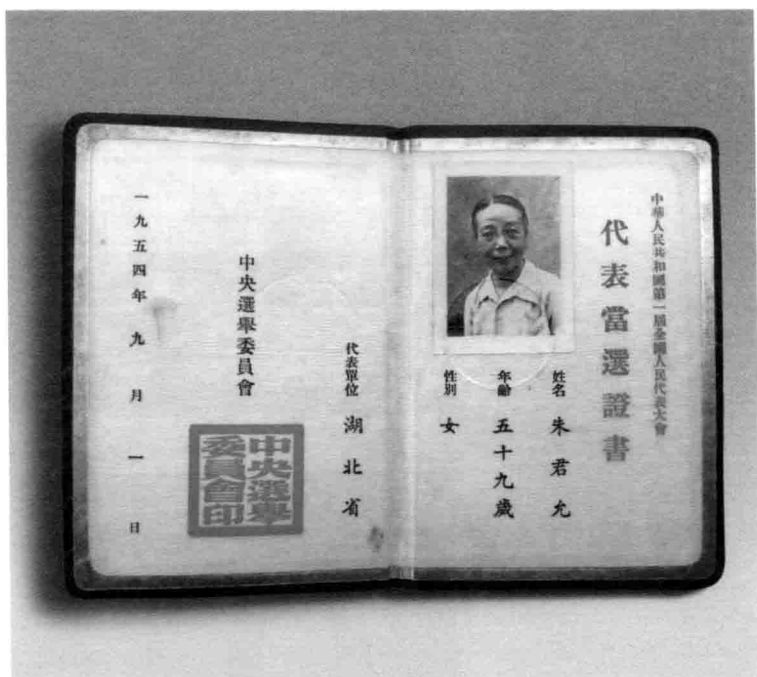 中華人民共和國第一屆全國人民代表大會
代表當選證書
姓名 朱君允
年齡 五十九歲
性別 女
代表單位 湖北省
中央選舉委員會
中央選舉
委員會印
一九五四年九月一日